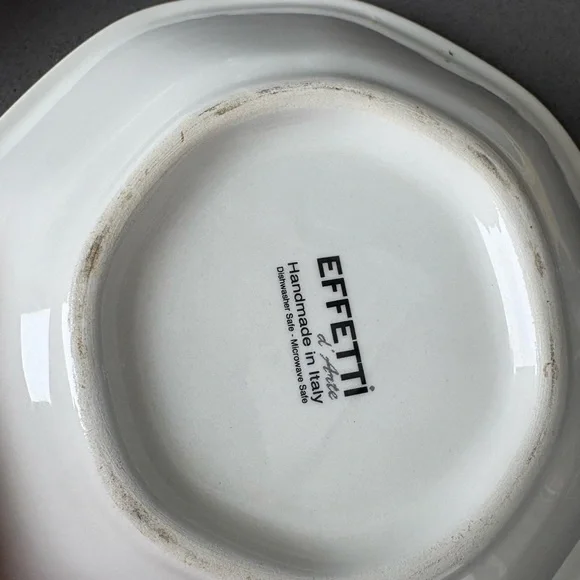 EFFETTi
d'Arte
Handmade in Italy
Dishwasher Safe - Microwave Safe